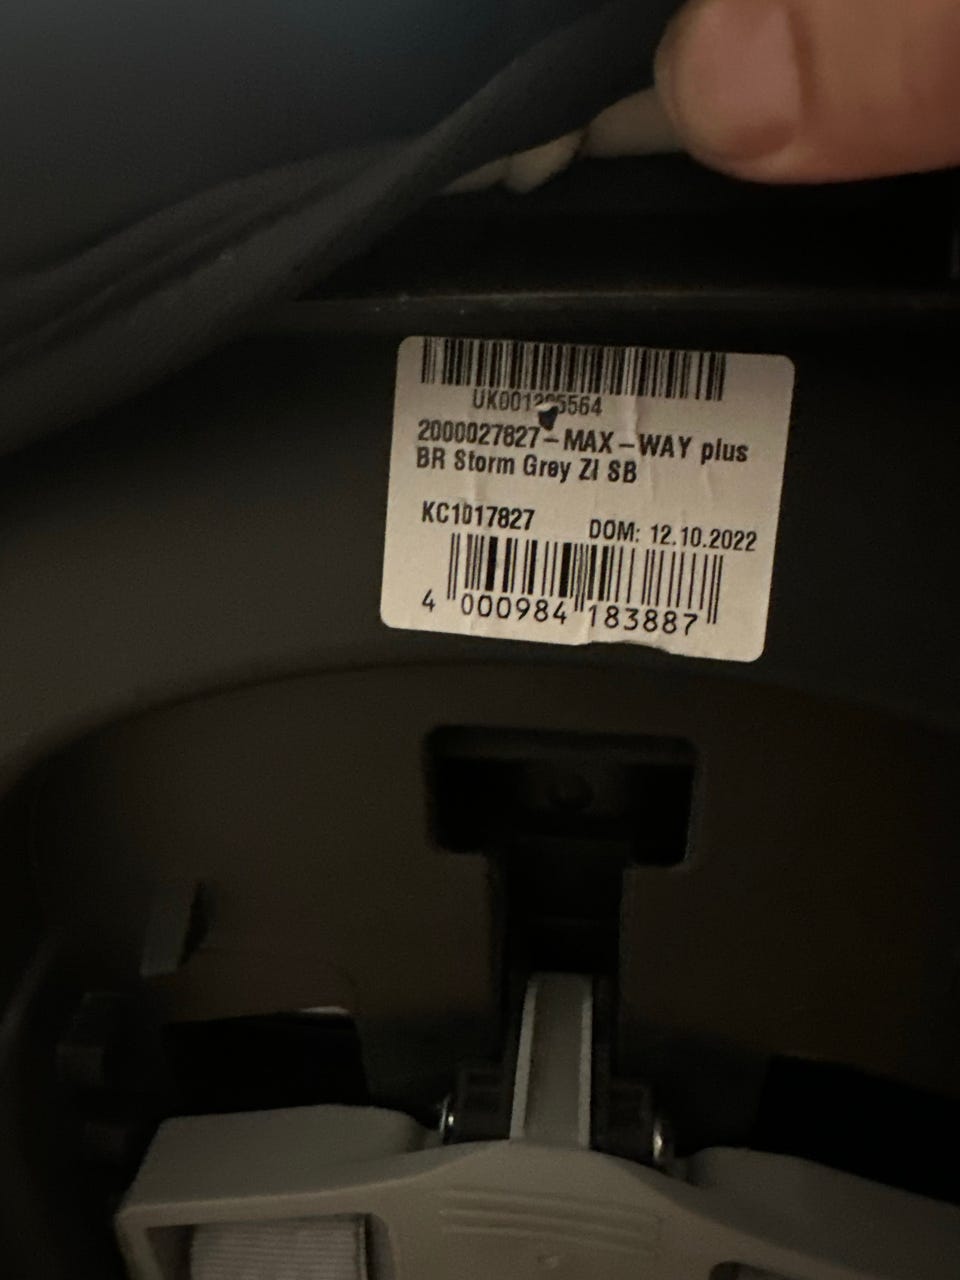 2000027827-MAX-WAY plus
BR Storm Grey ZI SB
KC1017827 DOM: 12.10.2022
4 000984 183887